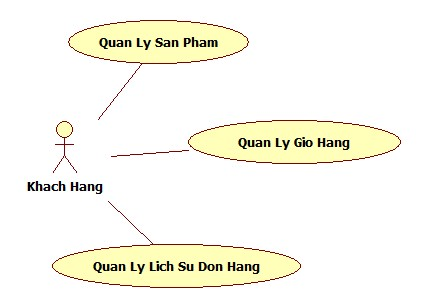 Quan Ly San Pham
Quan Ly Gio Hang
Khach Hang
Quan Ly Lich Su Don Hang